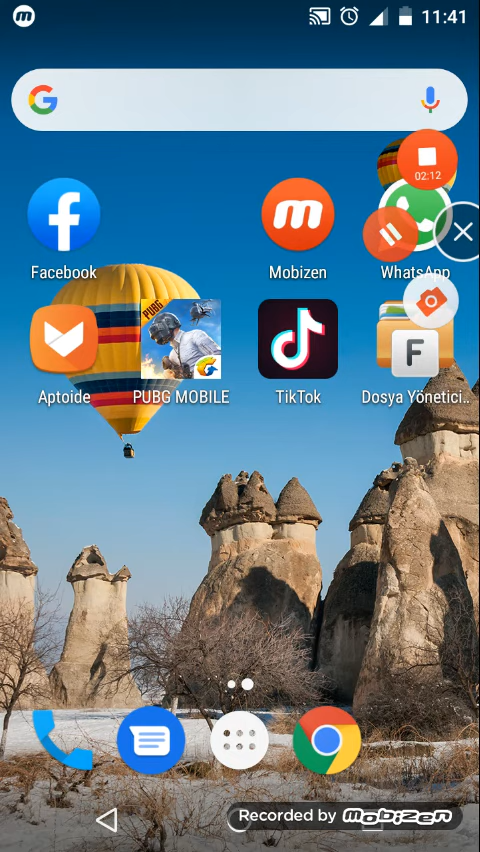 11:41
02:12
Facebook
Mobizen
WhatsApp
PUBG
Aptoide
PUBG MOBILE
TikTok
F
Dosya Yönetici..
Recorded by Mobizen